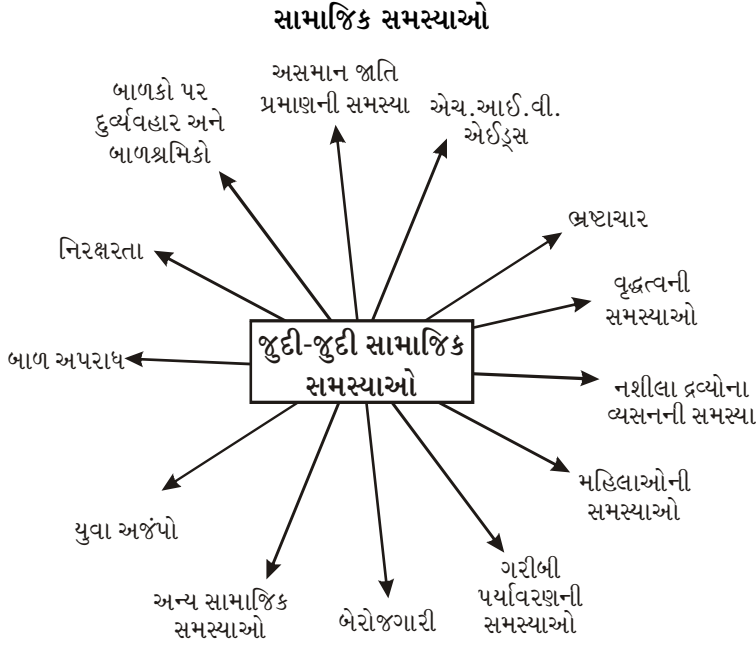 સામાજિક સમસ્યાઓ
અસમાન જાતિ
પ્રમાણની સમસ્યા
એચ.આઈ.વી.
એઈડ્સ
ભ્રષ્ટાચાર
વૃદ્ધત્વની
સમસ્યાઓ
નશીલા દ્રવ્યોના
વ્યસનની સમસ્યા
મહિલાઓની
સમસ્યાઓ
ગરીબી
પર્યાવરણની
સમસ્યાઓ
બેરોજગારી
અન્ય સામાજિક
સમસ્યાઓ
યુવા અજંપો
બાળ અપરાધ
નિરક્ષરતા
બાળકો પર
દુર્વ્યવહાર અને
બાળશ્રમિકો
જુદી-જુદી સામાજિક
સમસ્યાઓ